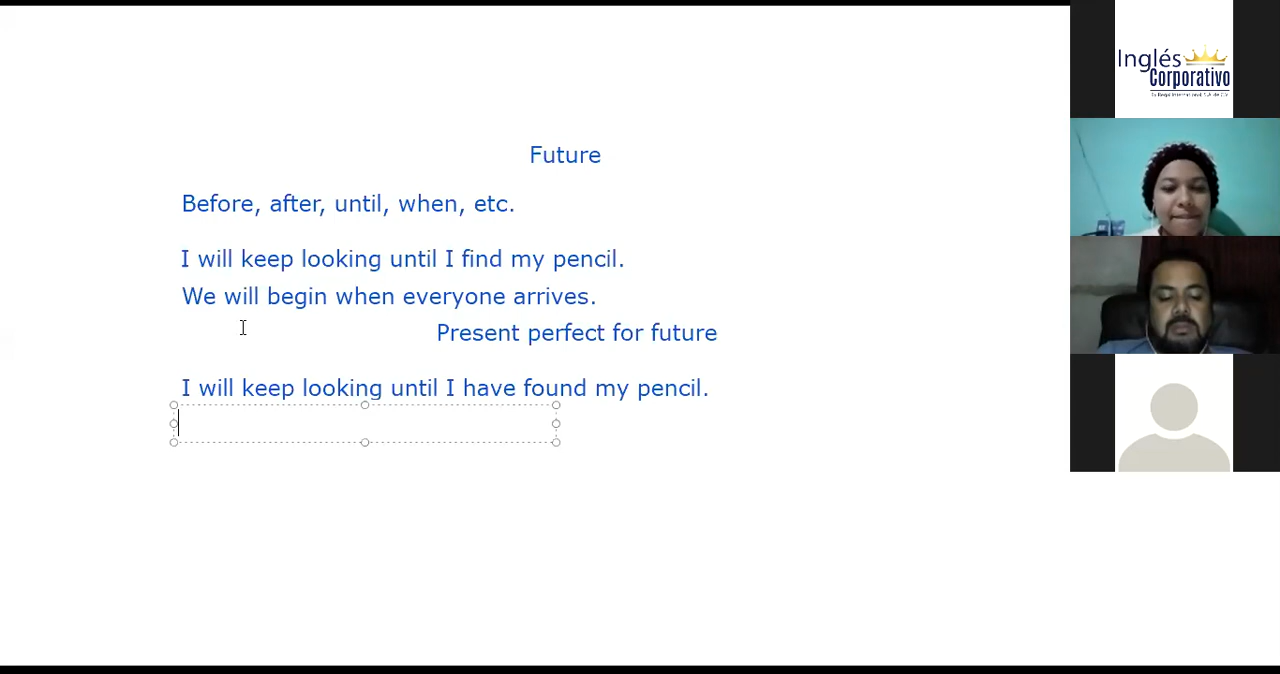 Future
Before, after, until, when, etc.
I will keep looking until I find my pencil.
We will begin when everyone arrives.
Present perfect for future
I will keep looking until I have found my pencil.
Inglés
Corporativo